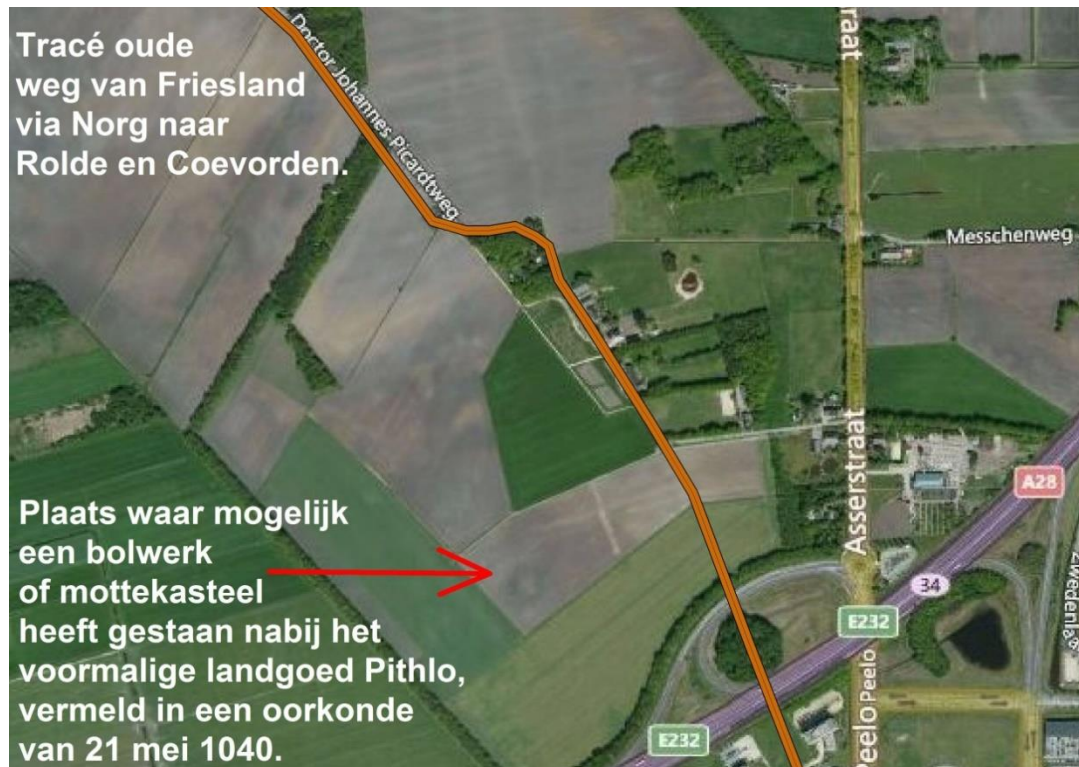 Tracé oude
weg van Friesland
via Norg naar
Rolde en Coevorden.
Doctor Johannes Picardtweg
raat
Messchenweg
Asserstraat
A28
34
E232
Plaats waar mogelijk
een bolwerk
of mottekasteel
heeft gestaan nabij het
voormalige landgoed Pithlo,
vermeld in een oorkonde
van 21 mei 1040.
E232
Peelo
Peelo